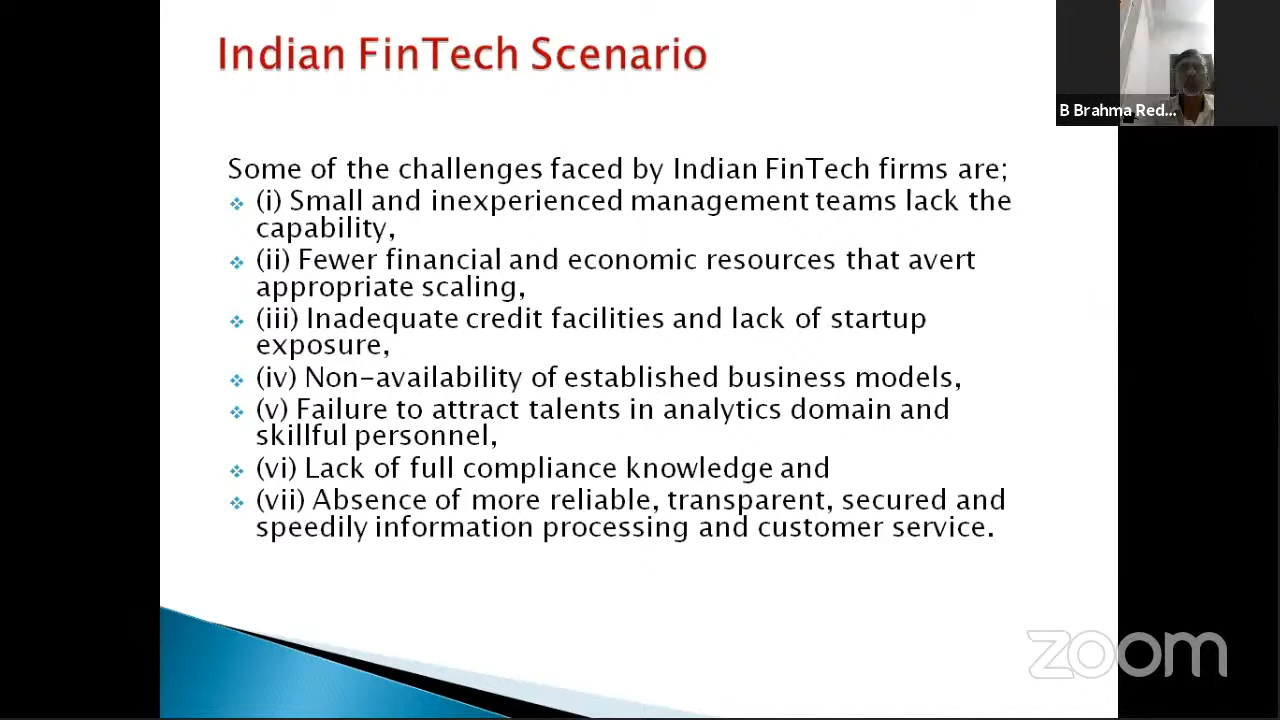 Indian FinTech Scenario
B Brahma Red...
Some of the challenges faced by Indian FinTech firms are;
(i) Small and inexperienced management teams lack the
capability,
(ii) Fewer financial and economic resources that avert
appropriate scaling,
(iii) Inadequate credit facilities and lack of startup
exposure,
(iv) Non-availability of established business models,
(v) Failure to attract talents in analytics domain and
skillful personnel,
(vi) Lack of full compliance knowledge and
(vii) Absence of more reliable, transparent, secured and
speedily information processing and customer service.
zoom